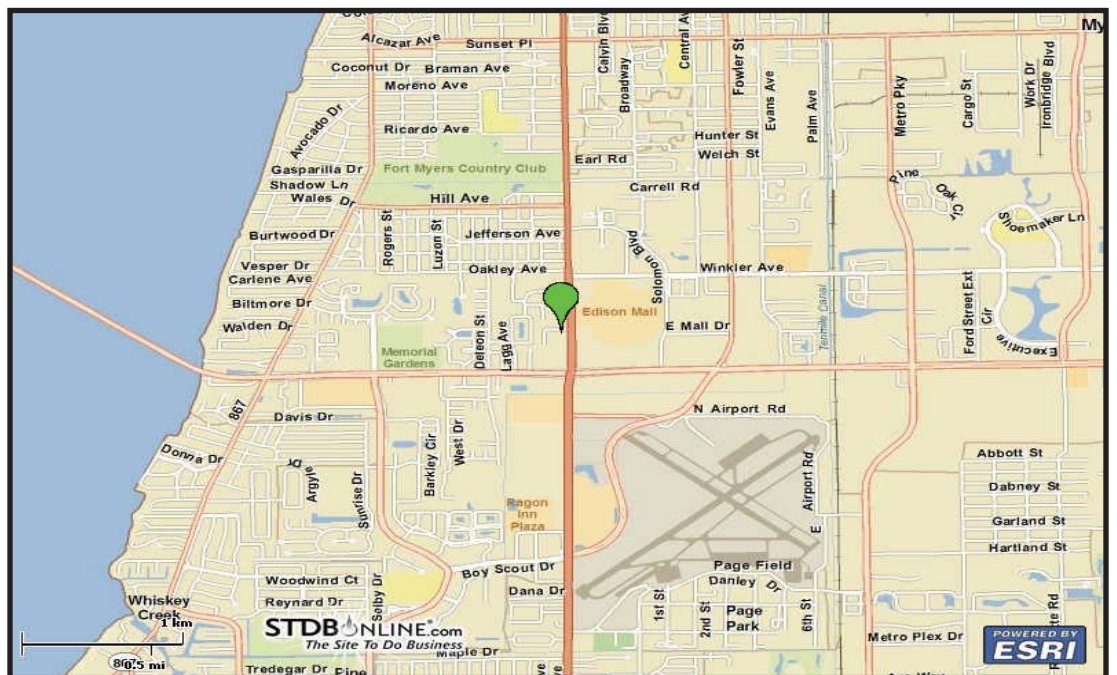 My
Alcazar Ave
Sunset Pl
Calvin Blvd
Central Av
Fowler St
Coconut Dr
Braman Ave
Broadway
Evans Ave
Palm Ave
Metro Pky
Cargo St
Work Dr
Ironbridge Blvd
Moreno Ave
Avocado Dr
Ricardo Ave
Hunter St
Welch St
Earl Rd
Gasparilla Dr
Fort Myers Country Club
Shadow Ln
Wales Dr
Hill Ave
Carrell Rd
Pine
Oak Cir
Shoemaker Ln
Burtwood Dr
Rogers St
Luzon St
Jefferson Ave
Solomon Blvd
Vesper Dr
Carlene Ave
Oakley Ave
Winkler Ave
Biltmore Dr
Walden Dr
Edison Mall
E Mall Dr
Tenmile Canal
Ford Street Ext
Cir
Executive
Deleon St
Lagg Ave
Memorial
Gardens
867
Davis Dr
N Airport Rd
Donna Dr
Argyle Dr
Sunrise Dr
Barkley Cir
West Dr
Airport Rd
E
Abbott St
Dabney St
Garland St
Hartland St
Ragon
Inn
Plaza
Boy Scout Dr
Page Field
Danley Dr
Woodwind Ct
Reynard Dr
Selby Dr
Dana Dr
1st St
2nd St
Page
Park
6th St
Whiskey
Creek
1 km
0.5 mi
STDBONLINE.com
The Site To Do Business
Maple Dr
Metro Plex Dr
POWERED BY
ESRI
Tredegar Dr